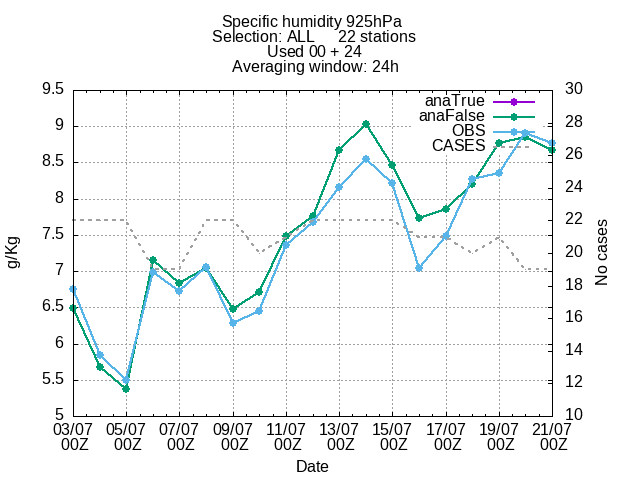 Specific humidity 925hPa
Selection: ALL 22 stations
Used 00 + 24
Averaging window: 24h
anaTrue
anaFalse
OBS
CASES
9.5
9
8.5
8
7.5
7
6.5
6
5.5
5
g/Kg
30
28
26
24
22
20
18
16
14
12
10
No cases
03/07 05/07 07/07 09/07 11/07 13/07 15/07 17/07 19/07 21/07
00Z 00Z 00Z 00Z 00Z 00Z 00Z 00Z 00Z 00Z
Date